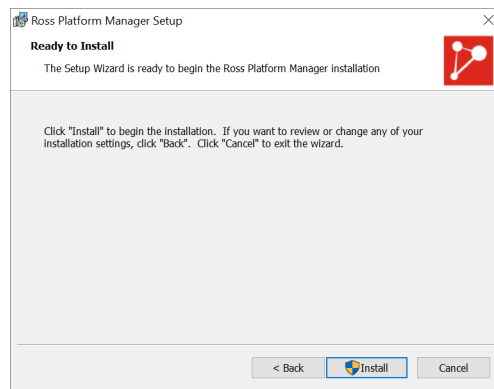 Ross Platform Manager Setup
Ready to Install
The Setup Wizard is ready to begin the Ross Platform Manager installation
Click "Install" to begin the installation. If you want to review or change any of your
installation settings, click "Back". Click "Cancel" to exit the wizard.
< Back Install Cancel